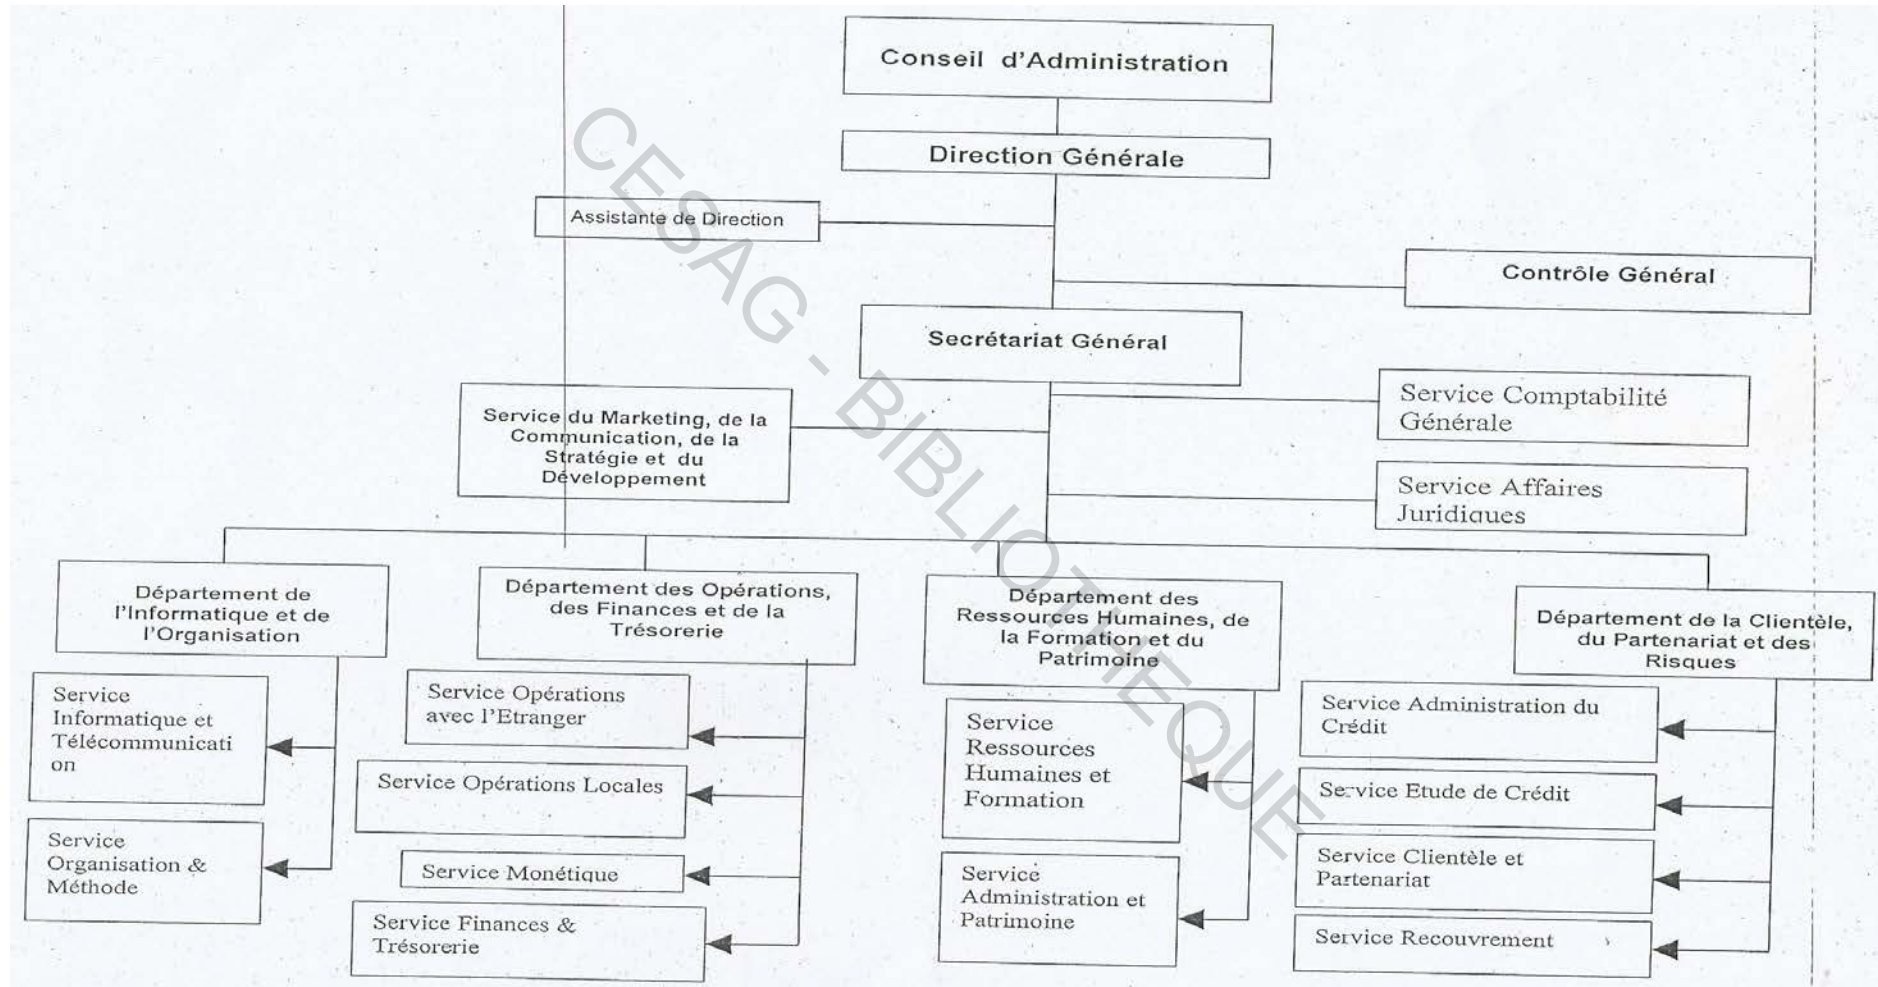 Conseil d'Administration
Direction Générale
Assistante de Direction
Contrôle Général
Secrétariat Général
Service Comptabilité
Générale
Service du Marketing, de la
Communication, de la
Stratégie et du
Développement
Service Affaires
Juridiques
Département de
l'Informatique et de
l'Organisation
Département des Opérations,
des Finances et de la
Trésorerie
Département des
Ressources Humaines, de
la Formation et du
Patrimoine
Département de la Clientèle,
du Partenariat et des
Risques
Service
Informatique et
Télécommunicati
on
Service
Organisation &
Méthode
Service Opérations
avec l'Etranger
Service Opérations Locales
Service Monétique
Service Finances &
Trésorerie
Service
Ressources
Humaines et
Formation
Service
Administration et
Patrimoine
Service Administration du
Crédit
Service Etude de Crédit
Service Clientèle et
Partenariat
Service Recouvrement
CESAG - BIBLIOTHEQUE